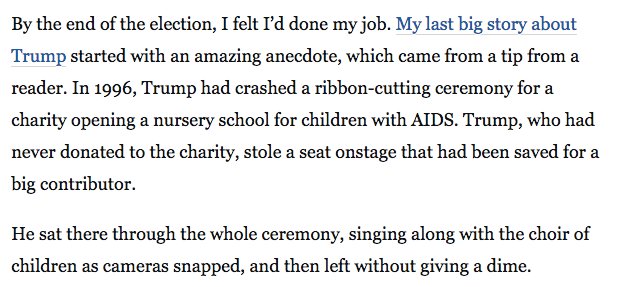 By the end of the election, I felt I’d done my job. My last big story about
Trump started with an amazing anecdote, which came from a tip from a
reader. In 1996, Trump had crashed a ribbon-cutting ceremony for a
charity opening a nursery school for children with AIDS. Trump, who had
never donated to the charity, stole a seat onstage that had been saved for a
big contributor.
He sat there through the whole ceremony, singing along with the choir of
children as cameras snapped, and then left without giving a dime.